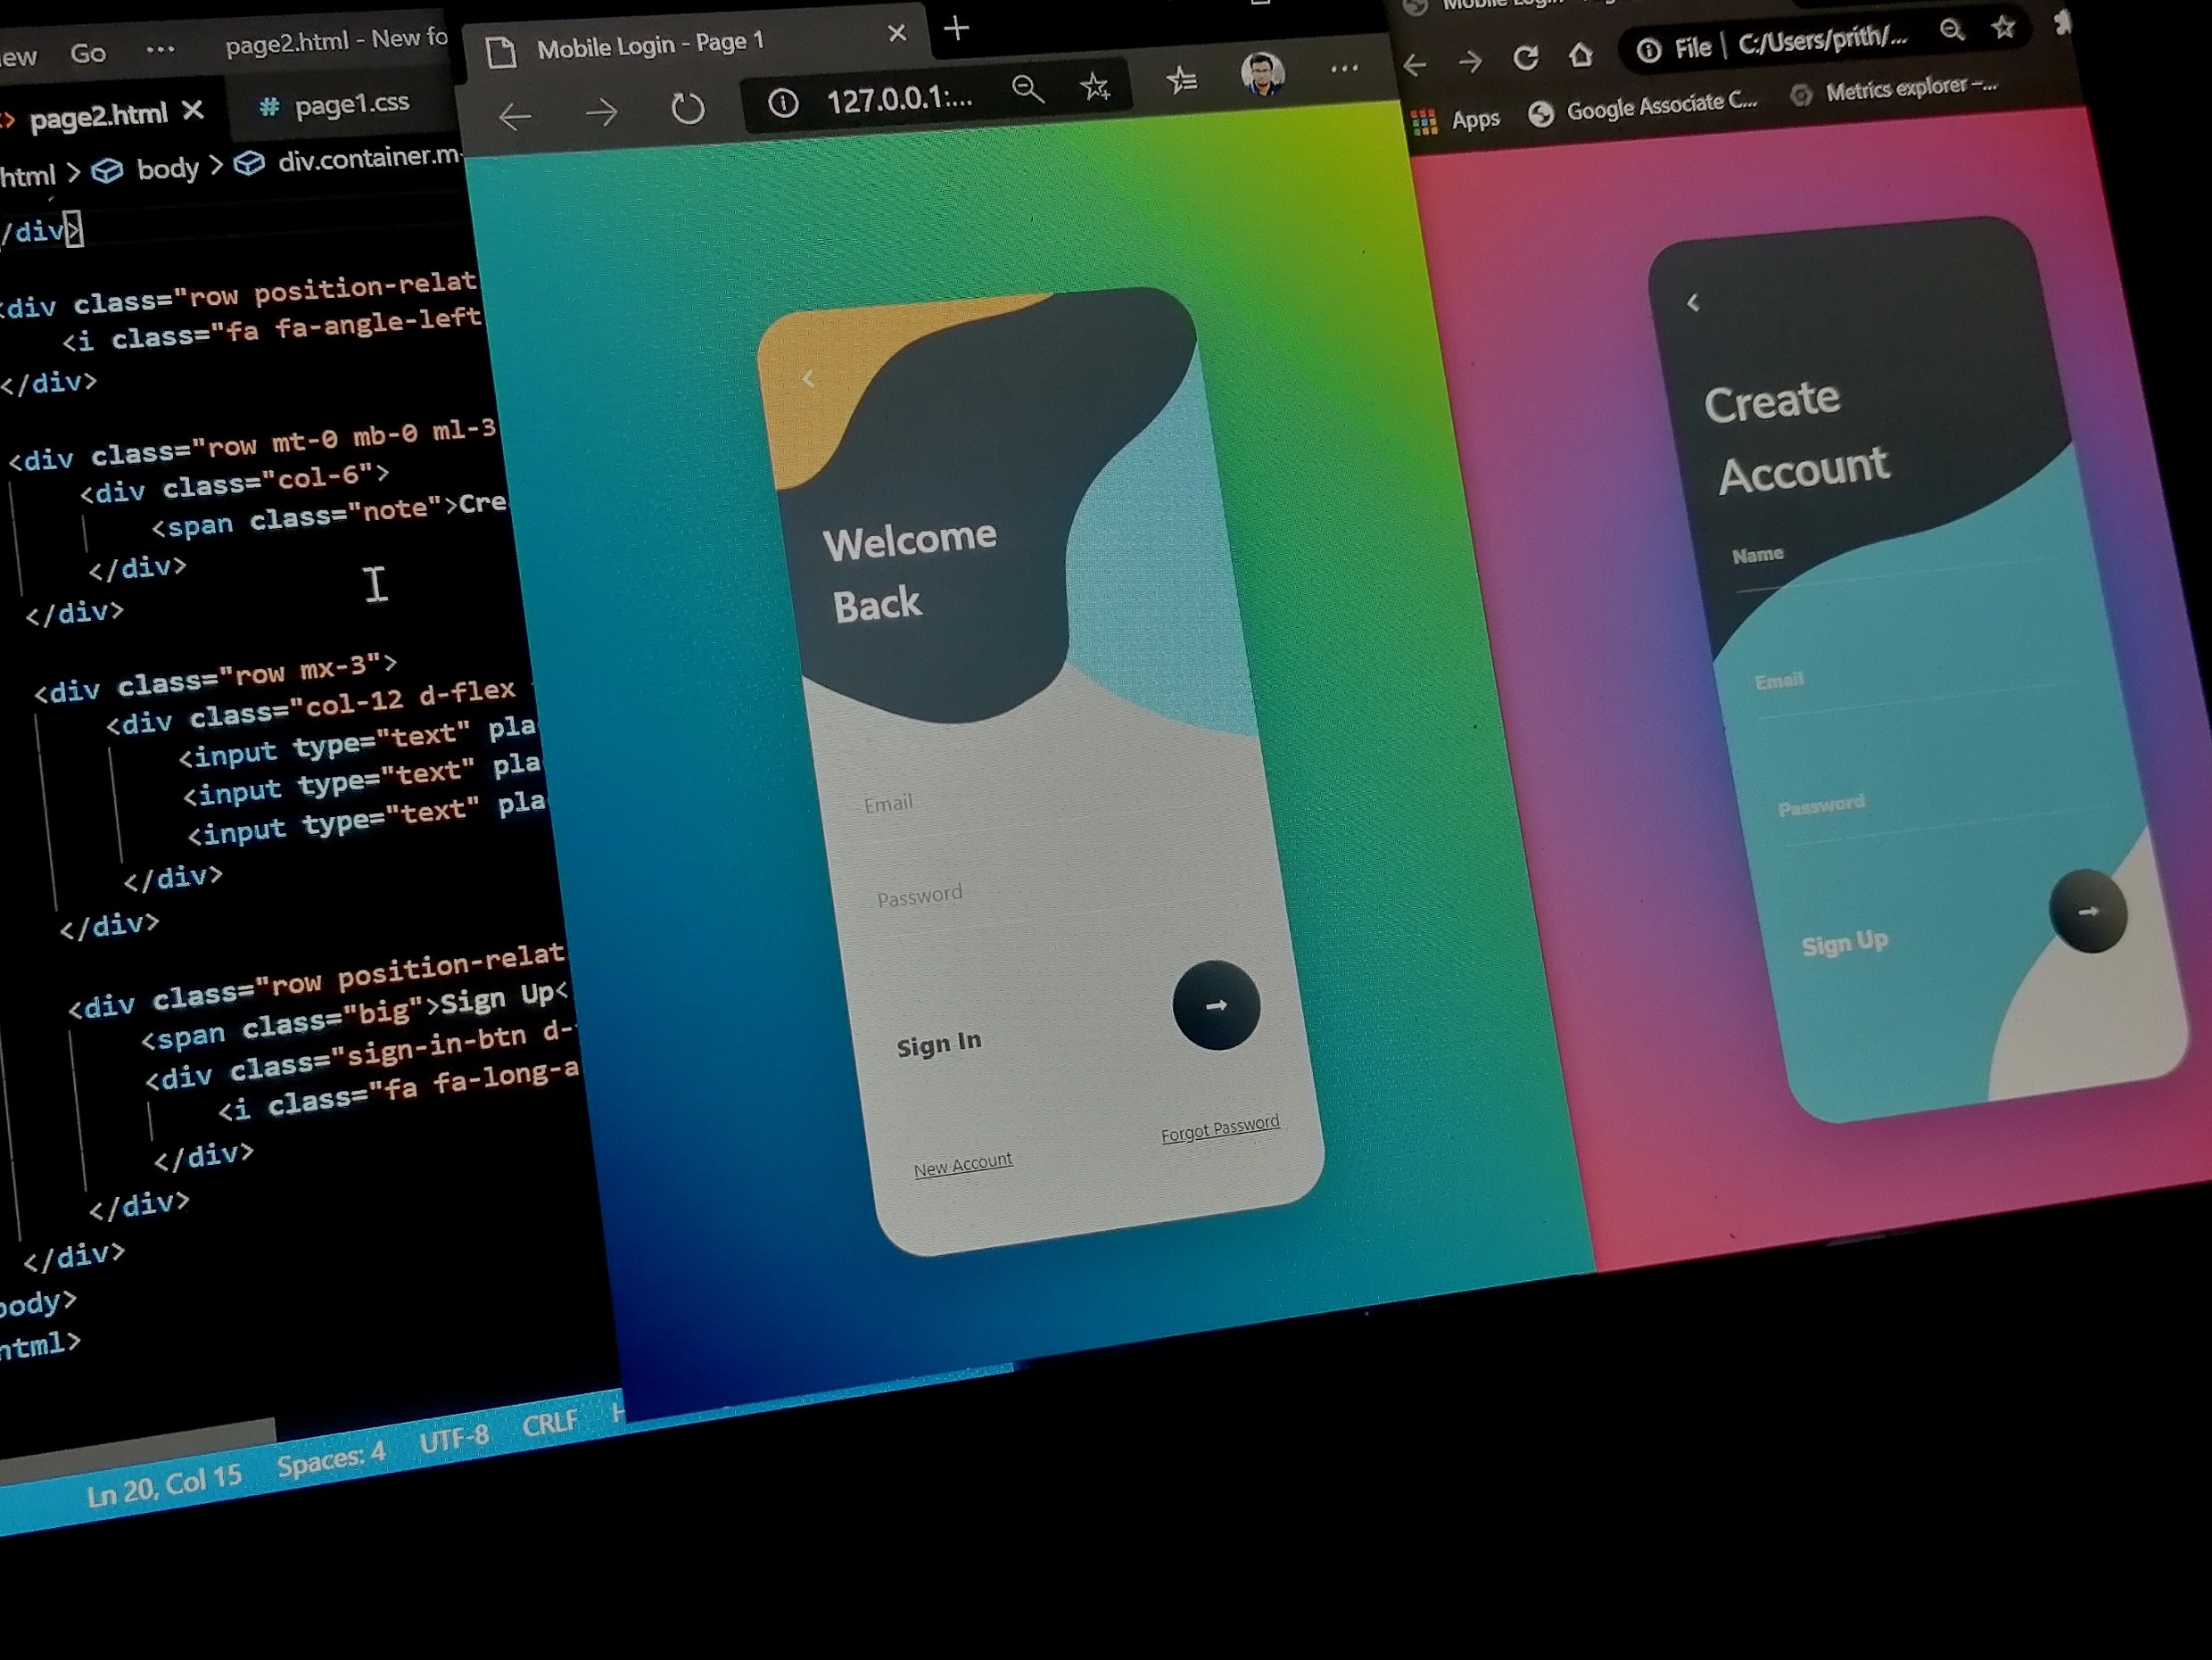 Go ··· page2.html - New fo
page2.html × # page1.css
html > body > div.container.m-
/div>
<div class="row position-relat
<i class="fa fa-angle-left
</div>
<div class="row mt-0 mb-0 ml-3
<div class="col-6">
<span class="note">Cre
</div>
</div>
<div class="row mx-3">
<div class="col-12 d-flex
<input type="text" pla
<input type="text" pla
<input type="text" pla
</div>
</div>
<div class="row position-relat
<span class="big">Sign Up<
<div class="sign-in-btn d-
<i class="fa fa-long-a
</div>
</div>
</div>
body>
html>
Ln 20, Col 15 Spaces: 4 UTF-8 CRLF
Mobile Login - Page 1
127.0.0.1:...
Welcome
Back
Email
Password
Sign In
Forgot Password
New Account
File | C:/Users/prith/...
Apps Google Associate C... Metrics explorer –...
Create
Account
Name
Email
Password
Sign Up